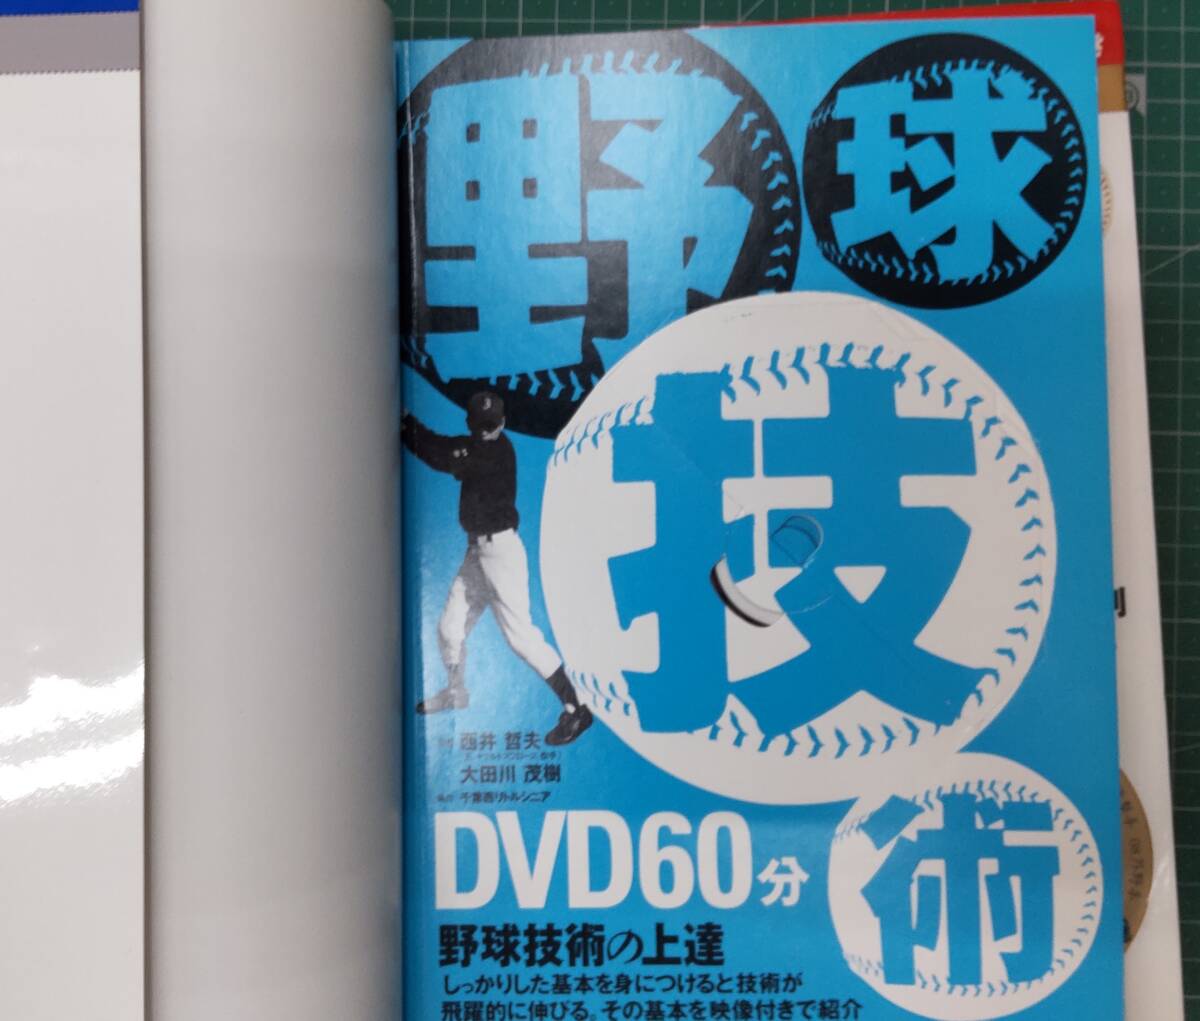 野球
技
術
西井 哲夫
大田川 茂樹
千葉西リトルシニア
DVD60分
野球技術の上達
しっかりした基本を身につけると技術が
飛躍的に伸びる。その基本を映像付きで紹介